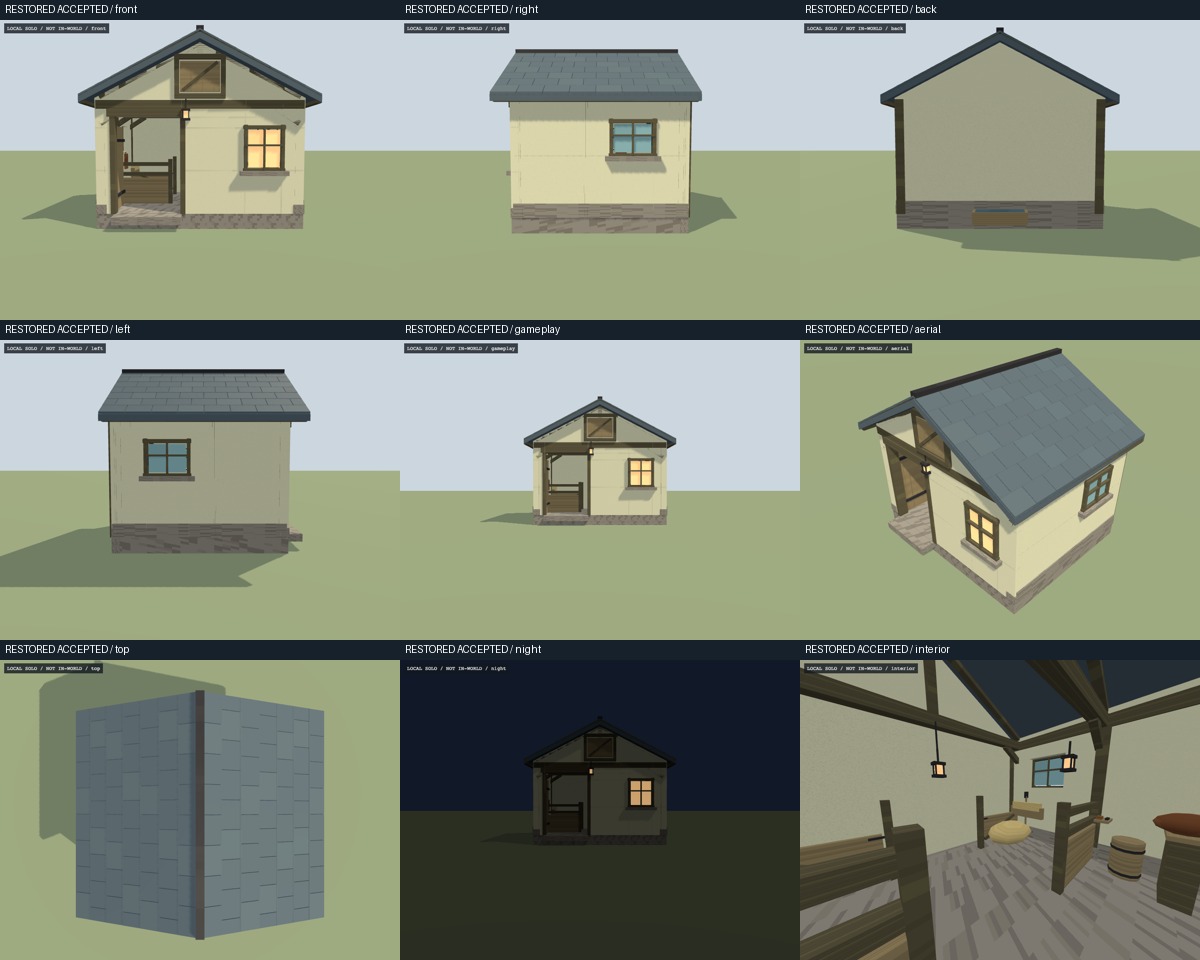 RESTORED ACCEPTED / front
RESTORED ACCEPTED / right
RESTORED ACCEPTED / back
LOCAL SOLO / NOT IN-WORLD / front
LOCAL SOLO / NOT IN-WORLD / right
LOCAL SOLO / NOT IN-WORLD / back
RESTORED ACCEPTED / left
RESTORED ACCEPTED / gameplay
RESTORED ACCEPTED / aerial
LOCAL SOLO / NOT IN-WORLD / left
LOCAL SOLO / NOT IN-WORLD / gameplay
LOCAL SOLO / NOT IN-WORLD / aerial
RESTORED ACCEPTED / top
RESTORED ACCEPTED / night
RESTORED ACCEPTED / interior
LOCAL SOLO / NOT IN-WORLD / top
LOCAL SOLO / NOT IN-WORLD / night
LOCAL SOLO / NOT IN-WORLD / interior